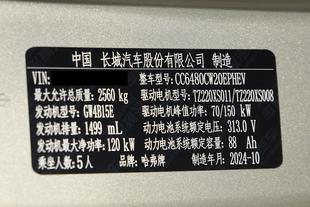 中国 长城汽车股份有限公司 制造
VIN: 整车型号:CC6480CW20EPHEV
最大允许总质量:2560 kg 驱动电机型号:TZ220XS011/TZ220XS008
发动机型号:GW4B15E 驱动电机峰值功率:70/150 kW
发动机排量:1499 mL 动力电池系统额定电压:313.0 V
发动机最大净功率:120 kW 动力电池系统额定容量:88 Ah
乘坐人数:5人 品牌:哈弗牌 制造年月:2024-10